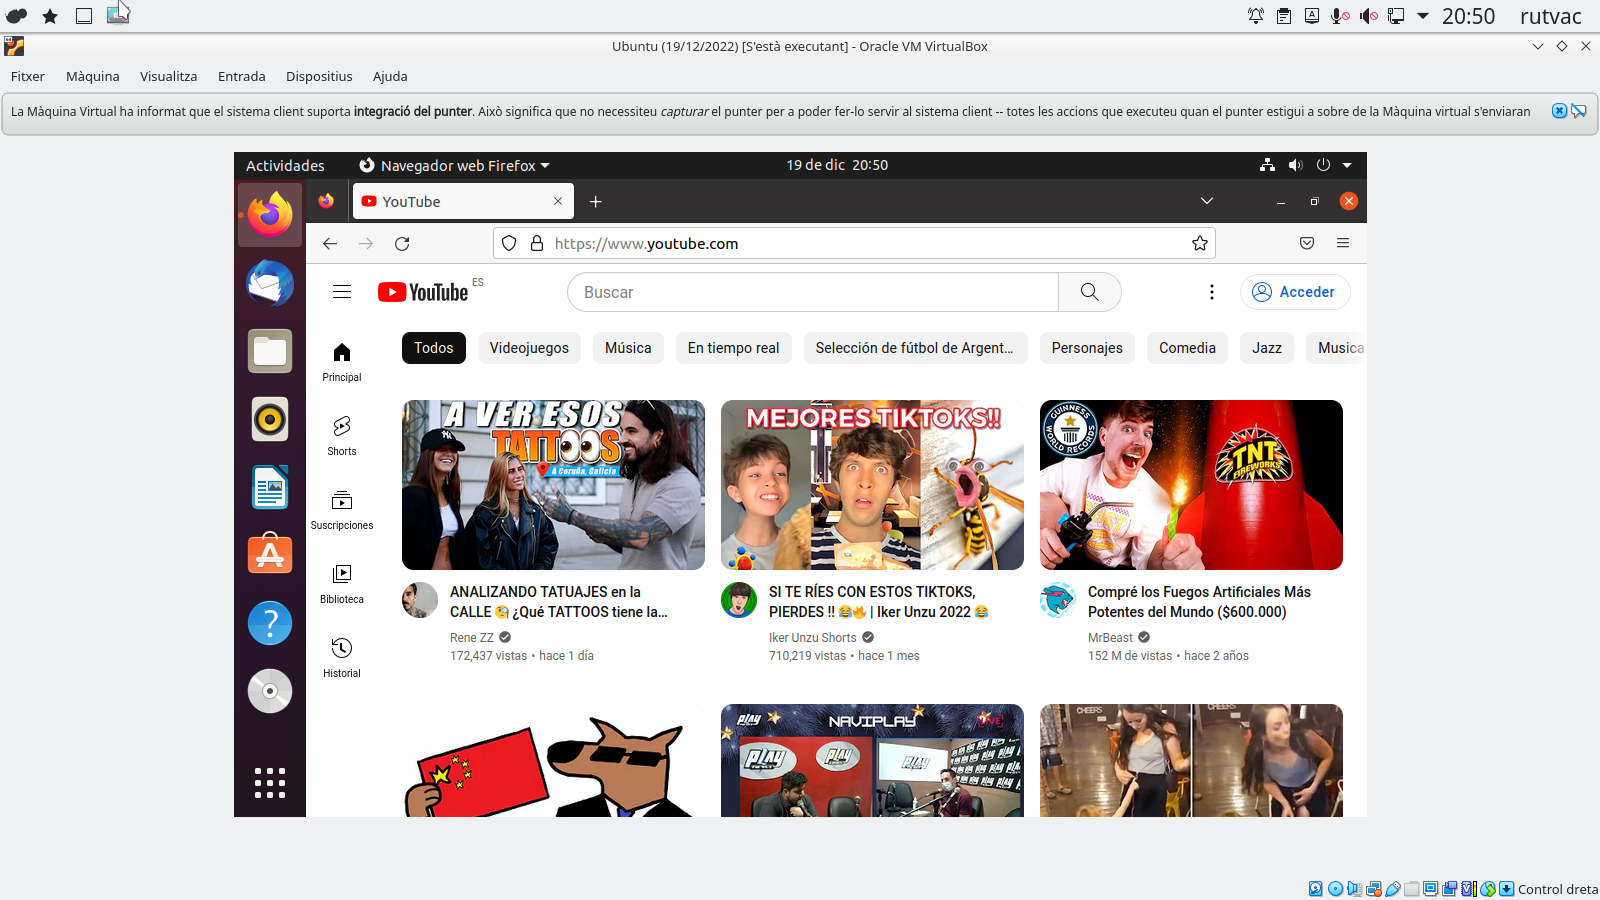 20:50 rutvac
Ubuntu (19/12/2022) [S'està executant] - Oracle VM VirtualBox
Fitxer Màquina Visualitza Entrada Dispositius Ajuda
La Màquina Virtual ha informat que el sistema client suporta integració del punter. Això significa que no necessiteu capturar el punter per a poder fer-lo servir al sistema client -- totes les accions que executeu quan el punter estigui a sobre de la Màquina virtual s'enviaran
Actividades Navegador web Firefox 19 de dic 20:50
YouTube
https://www.youtube.com
YouTube ES Buscar Acceder
Todos Videojuegos Música En tiempo real Selección de fútbol de Argent... Personajes Comedia Jazz Musica
Principal
Shorts
Suscripciones
Biblioteca
Historial
A VER ESOS
TATTOOS
A Coruña, Galicia
MEJORES TIKTOKS!!
GUINNESS
WORLD RECORDS
TNT
FIREWORKS
ANALIZANDO TATUAJES en la
CALLE 🧐 ¿Qué TATTOOS tiene la...
Rene ZZ
172,437 vistas • hace 1 día
SI TE RÍES CON ESTOS TIKTOKS,
PIERDES !! 😂🔥 | Iker Unzu 2022 😂
Iker Unzu Shorts
710,219 vistas • hace 1 mes
Compré los Fuegos Artificiales Más
Potentes del Mundo ($600.000)
MrBeast
152 M de vistas • hace 2 años
play NAVIPLAY LIVE
play play play
CHEERS CHEERS
Control dreta